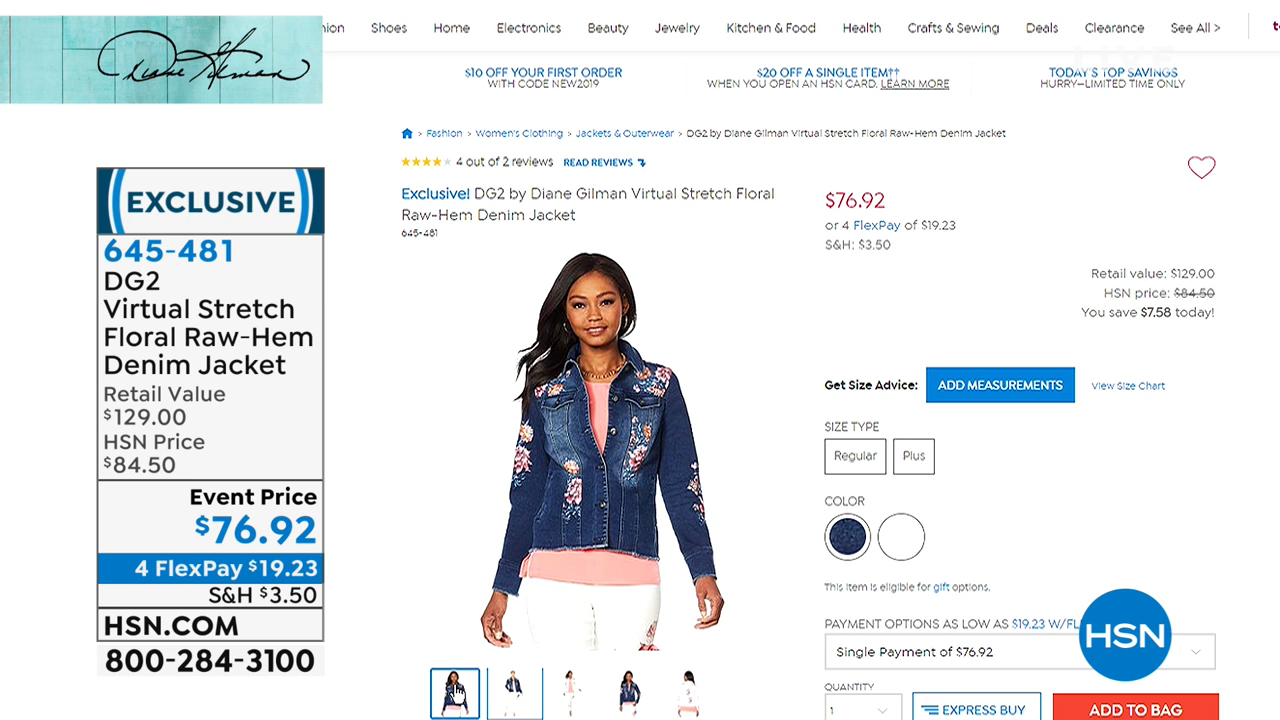 Diane Gilman
hion Shoes Home Electronics Beauty Jewelry Kitchen & Food Health Crafts & Sewing Deals Clearance See All >
LIVE
$10 OFF YOUR FIRST ORDER
WITH CODE NEW2019
$20 OFF A SINGLE ITEM††
WHEN YOU OPEN AN HSN CARD. LEARN MORE
TODAY'S TOP SAVINGS
HURRY—LIMITED TIME ONLY
> Fashion > Women's Clothing > Jackets & Outerwear > DG2 by Diane Gilman Virtual Stretch Floral Raw-Hem Denim Jacket
4 out of 2 reviews READ REVIEWS
Exclusive! DG2 by Diane Gilman Virtual Stretch Floral
Raw-Hem Denim Jacket
645-481
EXCLUSIVE
645-481
DG2
Virtual Stretch
Floral Raw-Hem
Denim Jacket
Retail Value
$129.00
HSN Price
$84.50
Event Price
$76.92
4 FlexPay $19.23
S&H $3.50
HSN.COM
800-284-3100
$76.92
or 4 FlexPay of $19.23
S&H: $3.50
Retail value: $129.00
HSN price: $84.50
You save $7.58 today!
Get Size Advice: ADD MEASUREMENTS View Size Chart
SIZE TYPE
Regular Plus
COLOR
This item is eligible for gift options.
PAYMENT OPTIONS AS LOW AS $19.23 W/FL
Single Payment of $76.92
HSN
QUANTITY
1 EXPRESS BUY ADD TO BAG